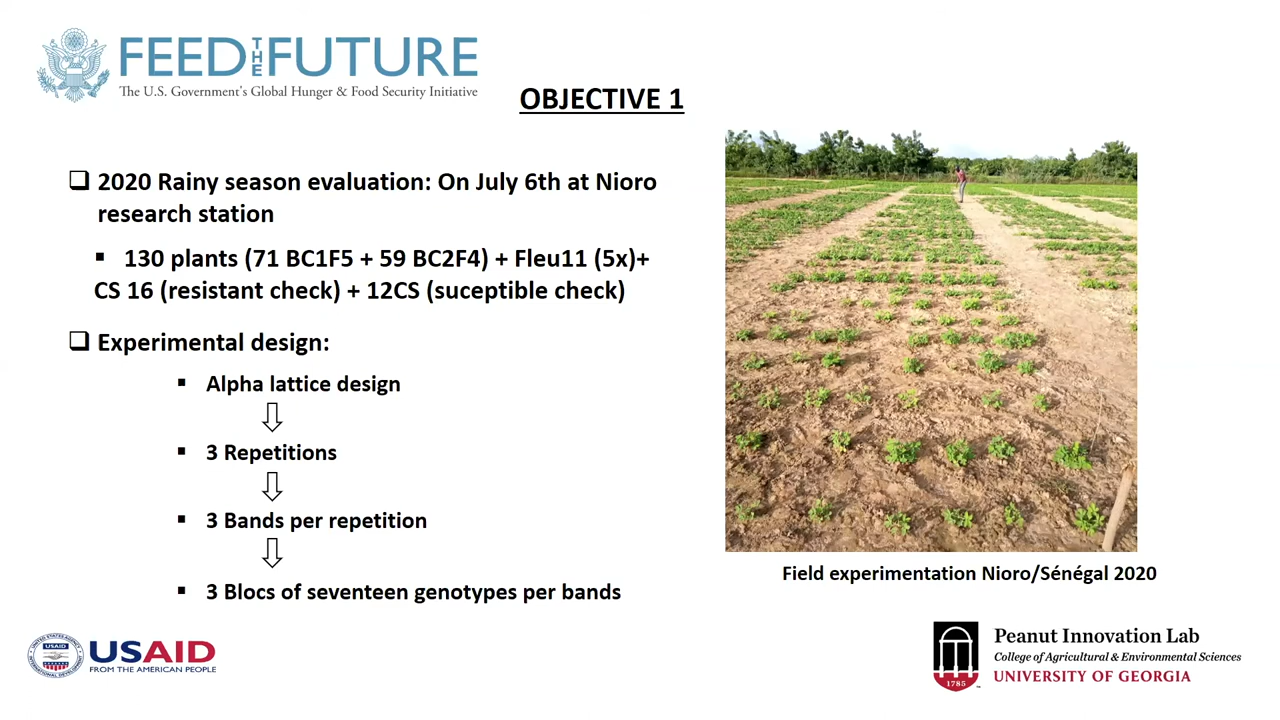 FEED THE FUTURE
The U.S. Government's Global Hunger & Food Security Initiative
OBJECTIVE 1
2020 Rainy season evaluation: On July 6th at Nioro
research station
130 plants (71 BC1F5 + 59 BC2F4) + Fleu11 (5x)+
CS 16 (resistant check) + 12CS (suceptible check)
Experimental design:
Alpha lattice design
3 Repetitions
3 Bands per repetition
3 Blocs of seventeen genotypes per bands
Field experimentation Nioro/Sénégal 2020
USAID
USAID
FROM THE AMERICAN PEOPLE
1785
Peanut Innovation Lab
College of Agricultural & Environmental Sciences
UNIVERSITY OF GEORGIA